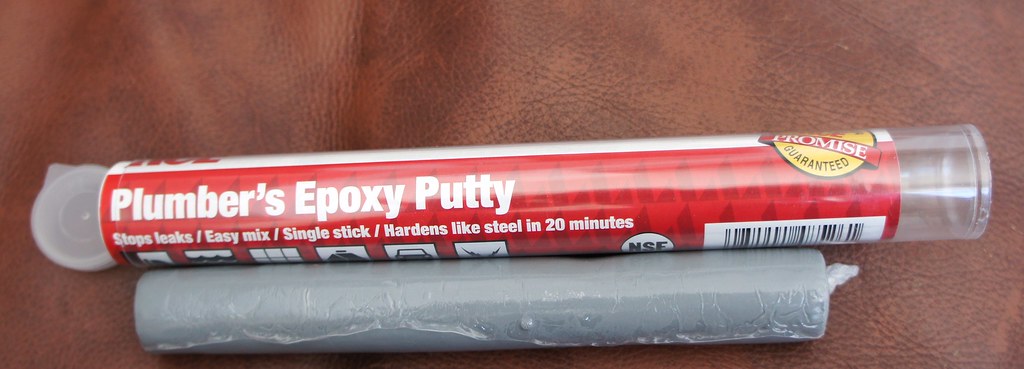 PROMISE
GUARANTEED
Plumber's Epoxy Putty
Stops leaks / Easy mix / Single stick / Hardens like steel in 20 minutes
NSF